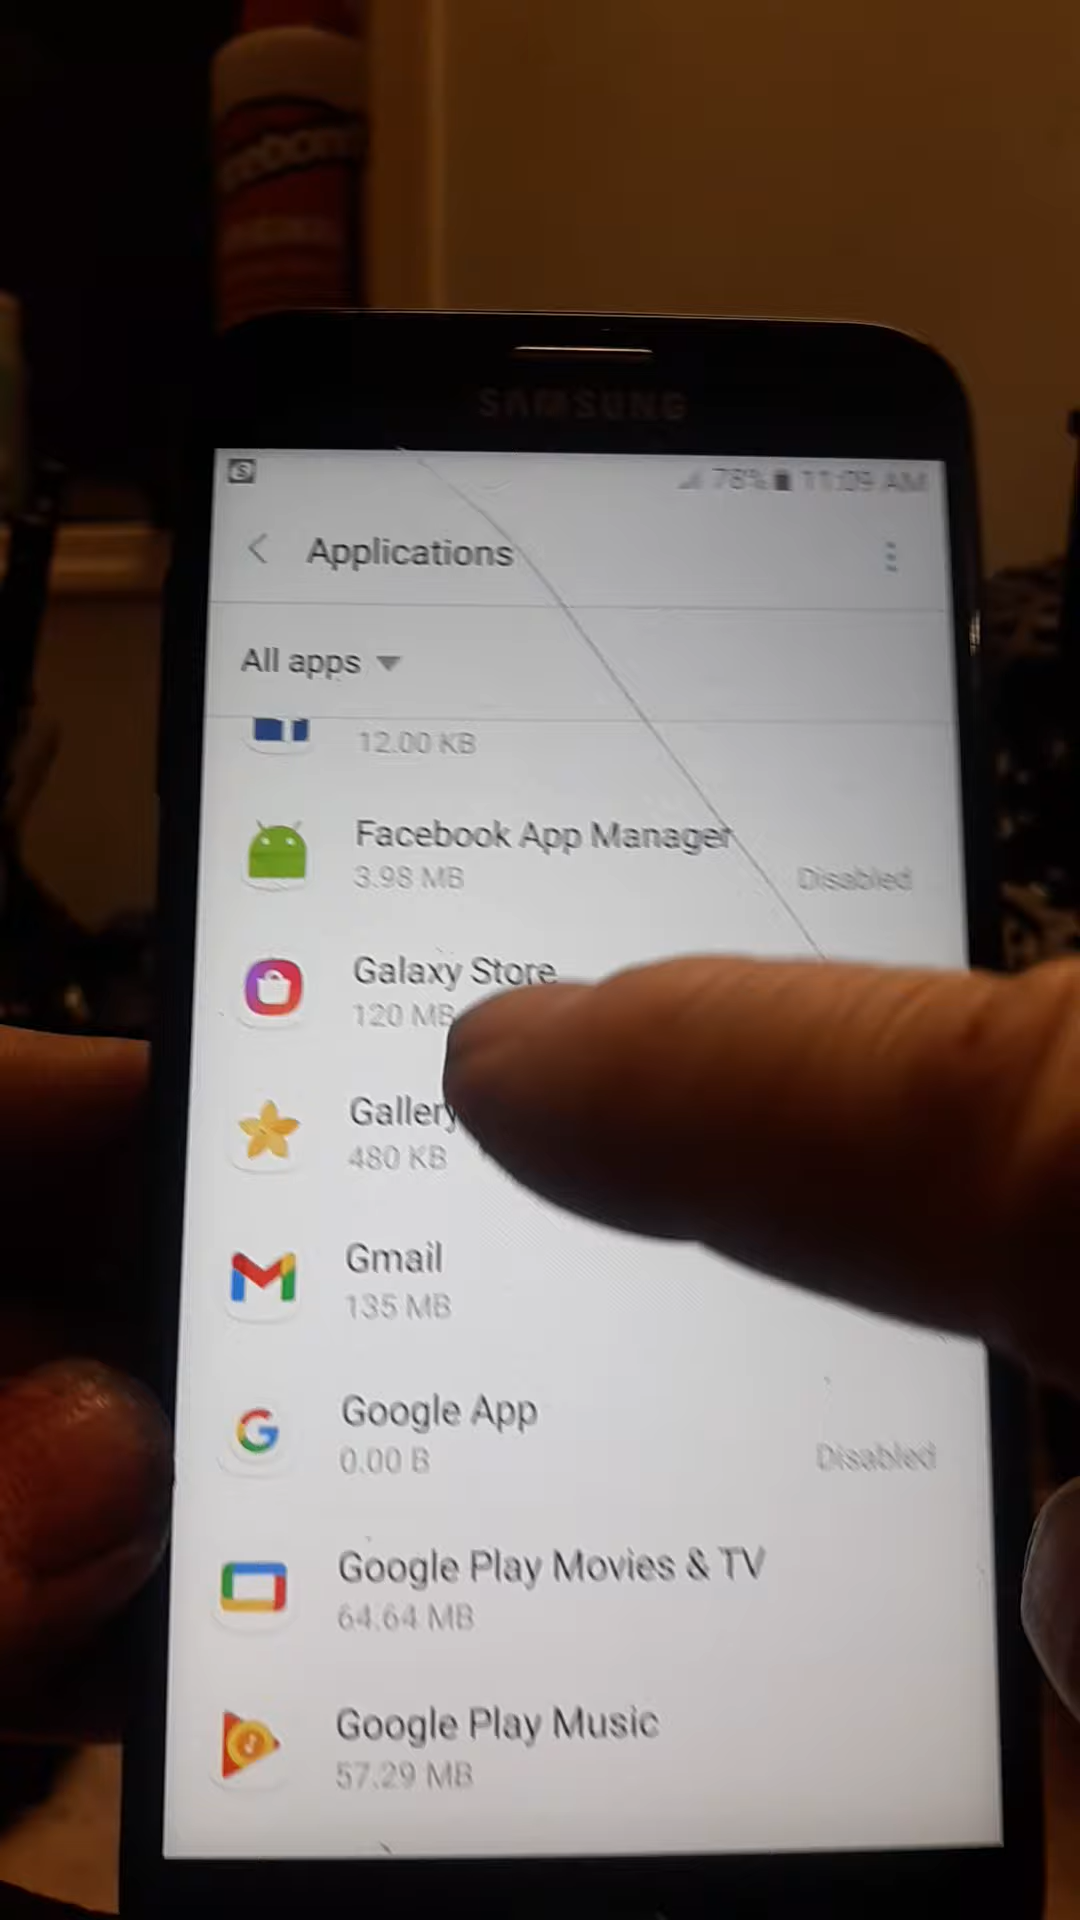 SAMSUNG
78% 11:09 AM
Applications
All apps
12.00 KB
Facebook App Manager
3.98 MB
Disabled
Galaxy Store
120 MB
Gallery
480 KB
Gmail
135 MB
Google App
0.00 B
Disabled
Google Play Movies & TV
64.64 MB
Google Play Music
57.29 MB